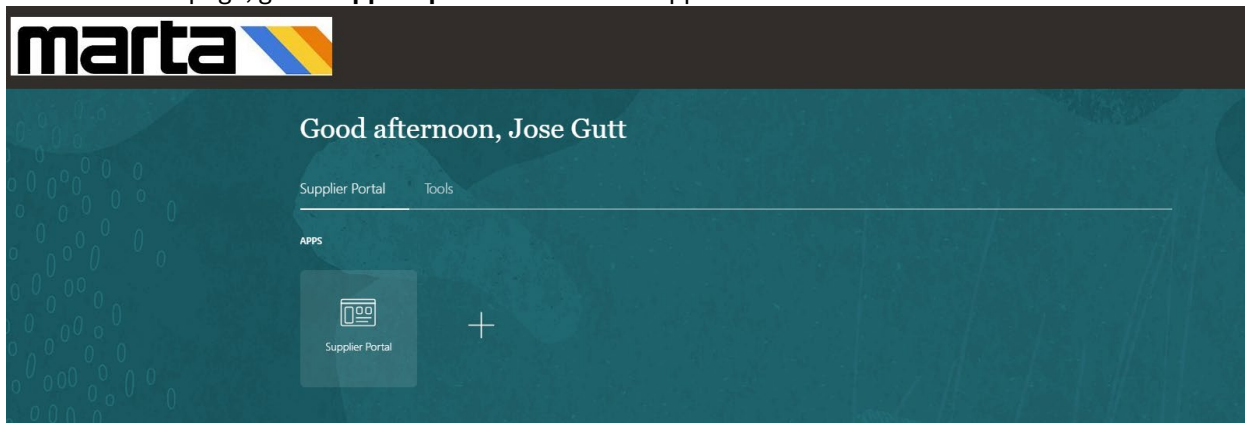 marta
Good afternoon, Jose Gutt
Supplier Portal Tools
APPS
Supplier Portal